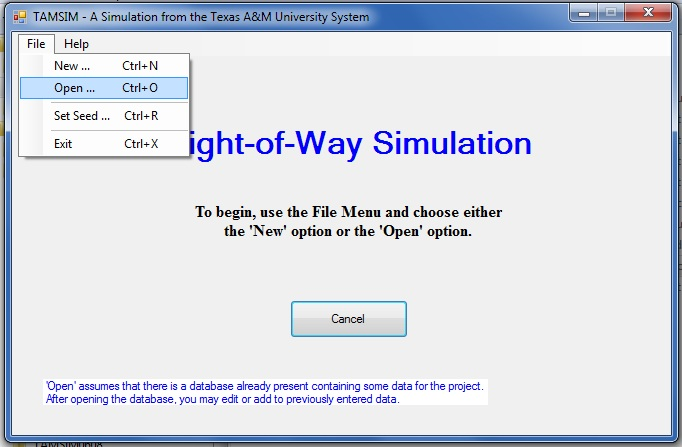 TAMSIM - A Simulation from the Texas A&M University System
File Help
New ... Ctrl+N
Open ... Ctrl+O
Set Seed ... Ctrl+R
Exit Ctrl+X
ight-of-Way Simulation
To begin, use the File Menu and choose either
the 'New' option or the 'Open' option.
Cancel
'Open' assumes that there is a database already present containing some data for the project.
After opening the database, you may edit or add to previously entered data.